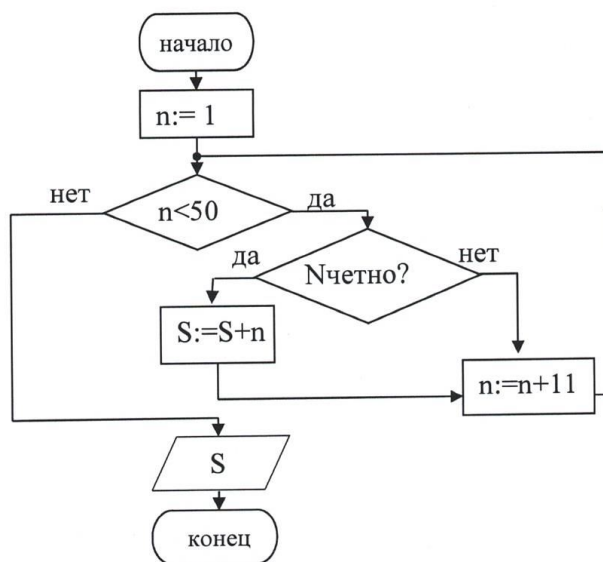 начало
n:= 1
нет
n<50
да
да
Nчетно?
нет
S:=S+n
n:=n+11
S
конец